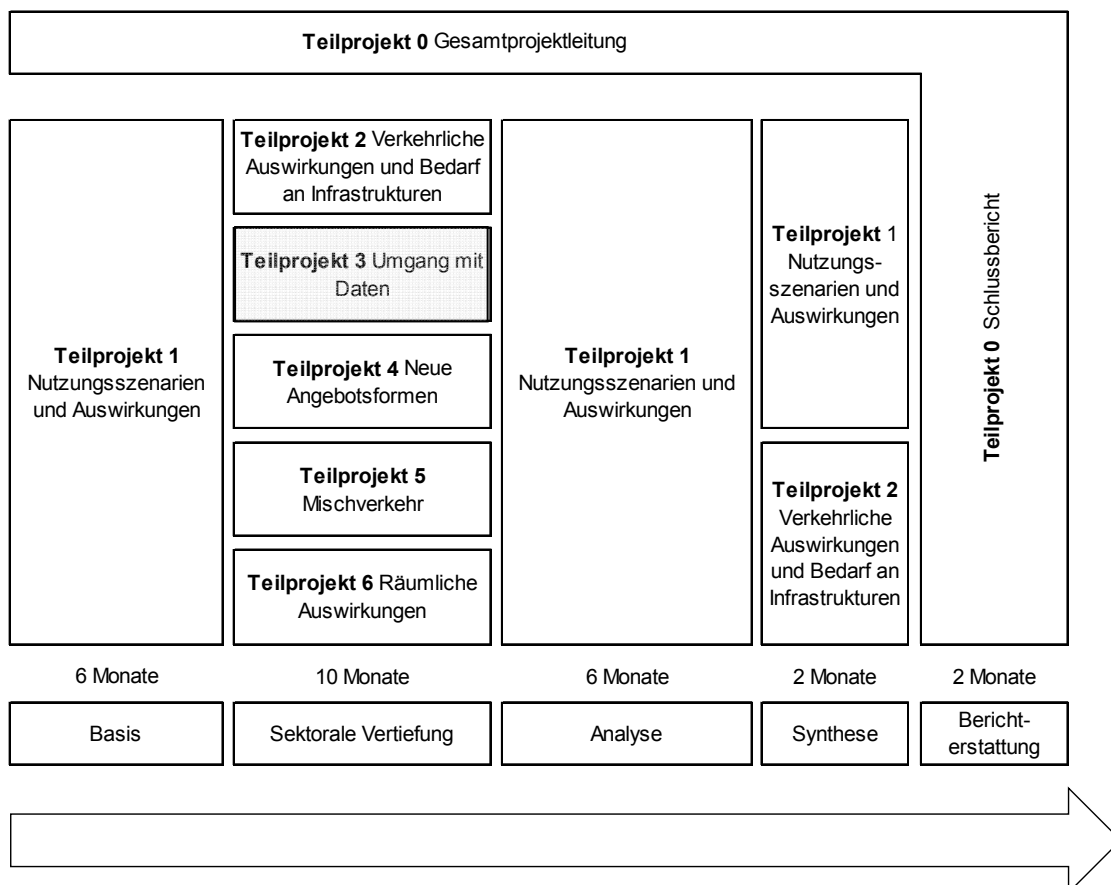 Teilprojekt 0 Gesamtprojektleitung
Teilprojekt 1
Nutzungsszenarien
und Auswirkungen
Teilprojekt 2 Verkehrliche
Auswirkungen und Bedarf
an Infrastrukturen
Teilprojekt 3 Umgang mit
Daten
Teilprojekt 4 Neue
Angebotsformen
Teilprojekt 5
Mischverkehr
Teilprojekt 6 Räumliche
Auswirkungen
Teilprojekt 1
Nutzungsszenarien und
Auswirkungen
Teilprojekt 1
Nutzungs-
szenarien und
Auswirkungen
Teilprojekt 2
Verkehrliche
Auswirkungen
und Bedarf an
Infrastrukturen
Teilprojekt 0 Schlussbericht
6 Monate
10 Monate
6 Monate
2 Monate
2 Monate
Basis
Sektorale Vertiefung
Analyse
Synthese
Bericht-
erstattung